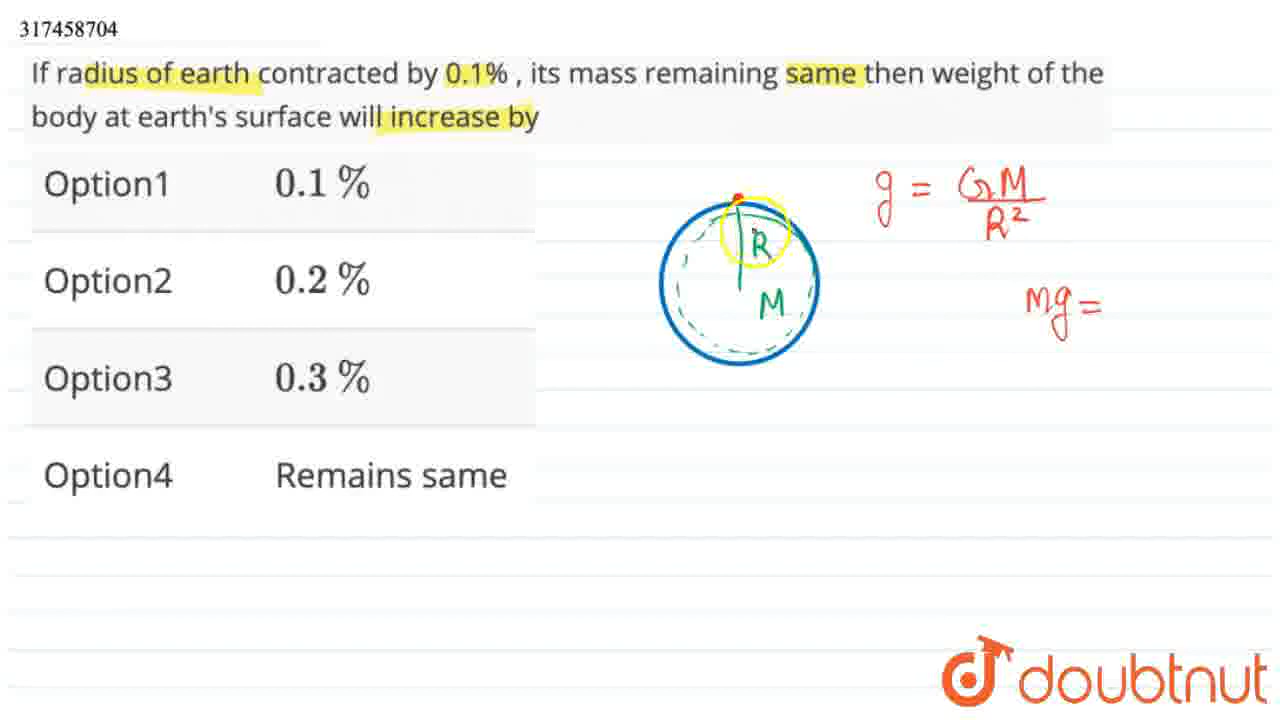 317458704
If radius of earth contracted by 0.1% , its mass remaining same then weight of the
body at earth's surface will increase by
Option1 0.1 %
Option2 0.2 %
Option3 0.3 %
Option4 Remains same
R
M
g = GM
R²
mg =
doubtnut